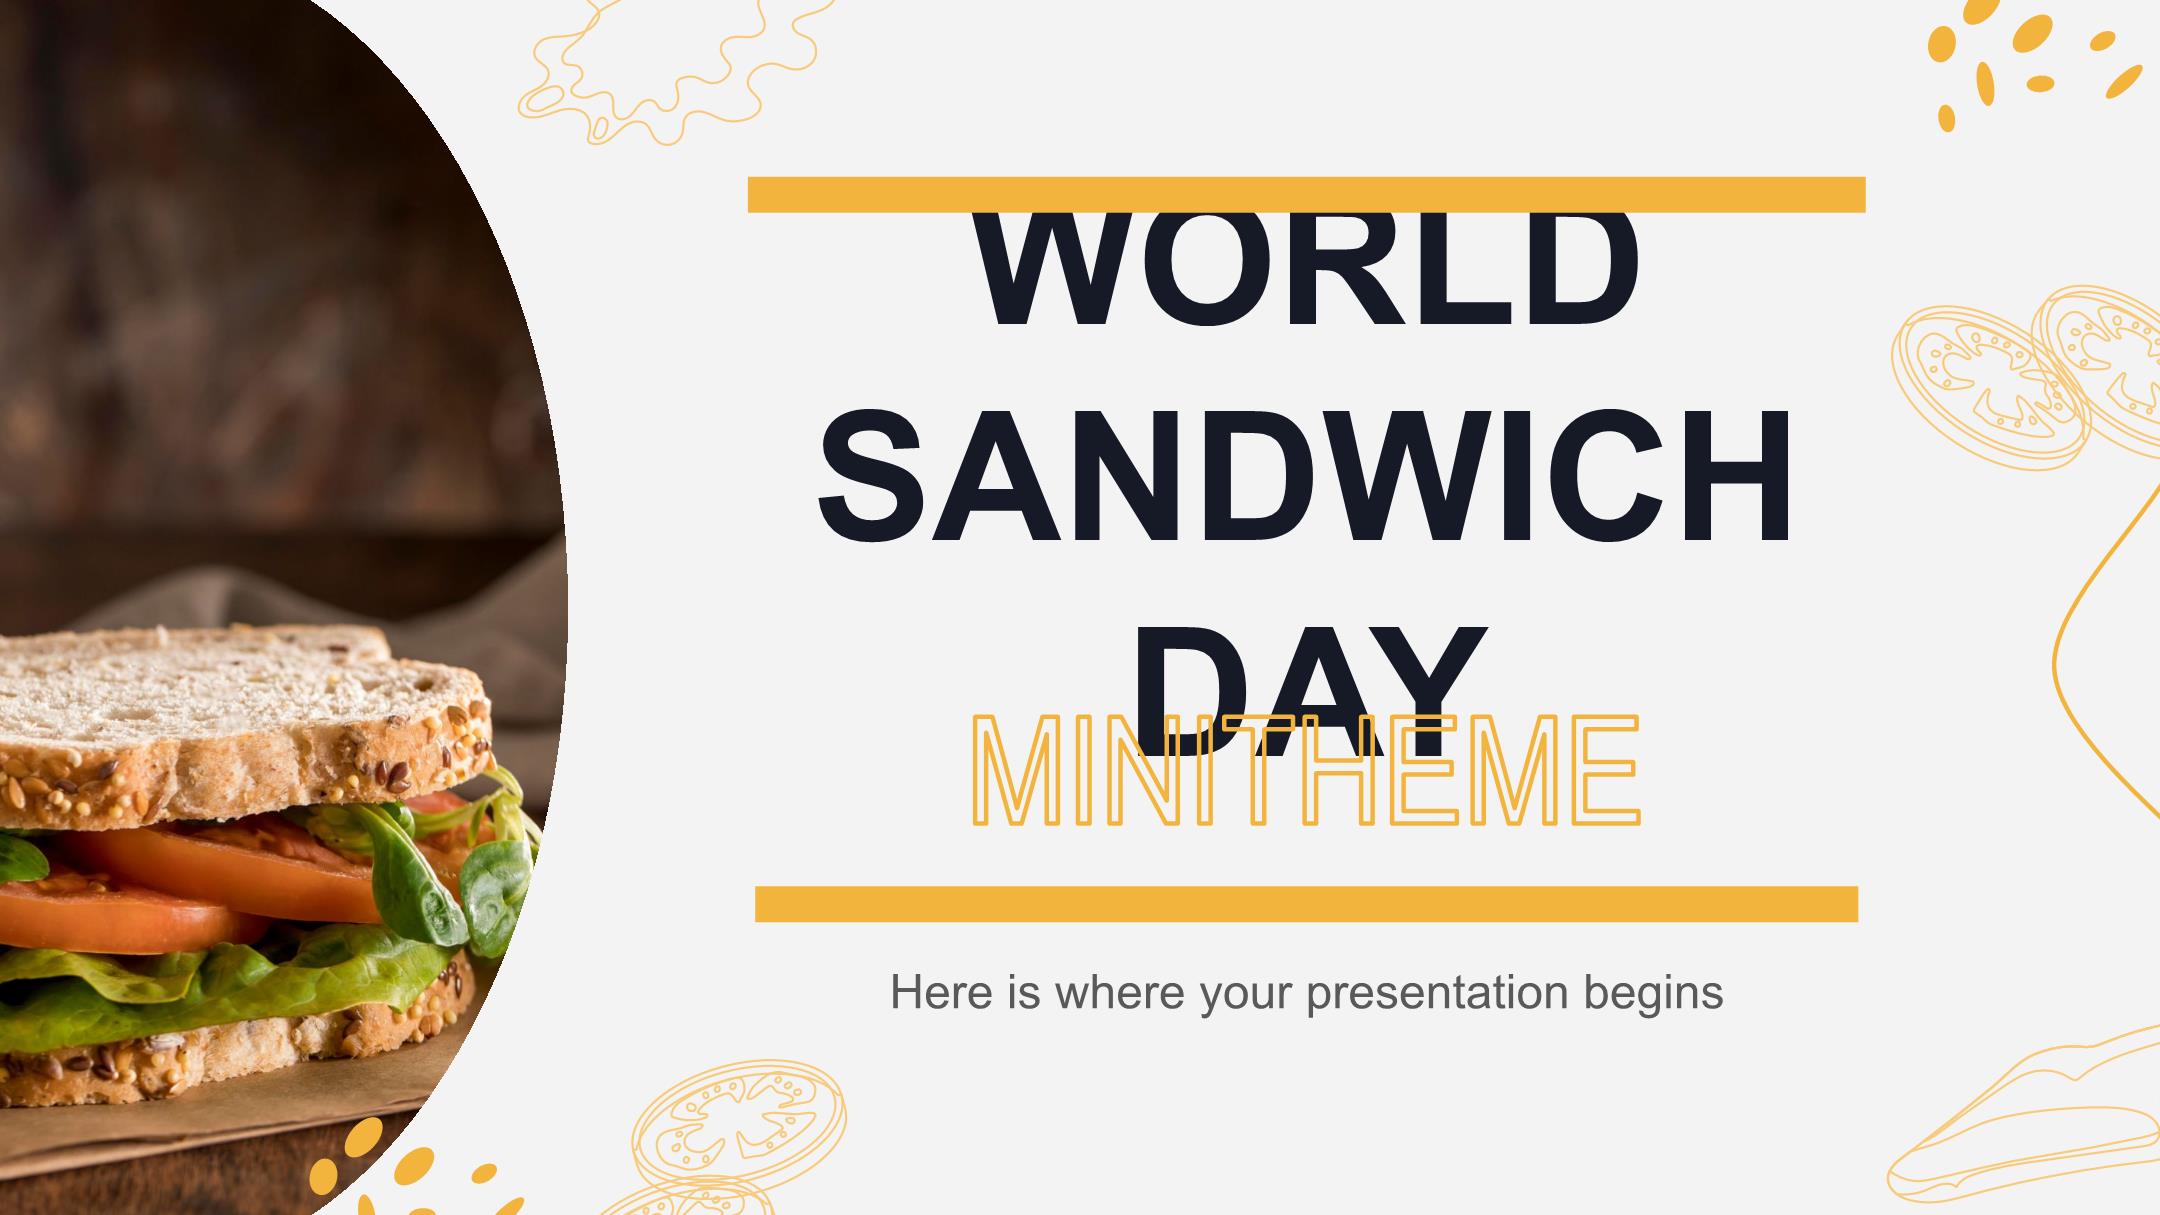 WORLD
SANDWICH
DAY
MINITHEME
Here is where your presentation begins